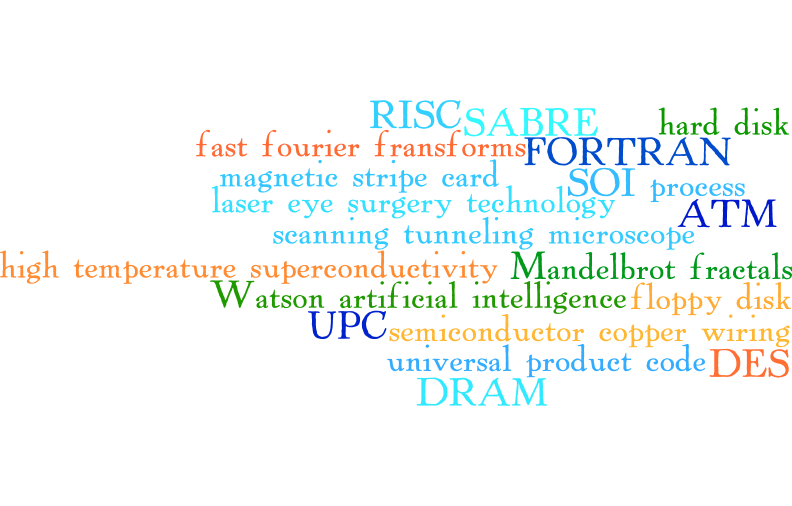 RISC SABRE hard disk
fast fourier fransforms FORTRAN
magnetic stripe card SOI process
laser eye surgery technology ATM
scanning tunneling microscope
high temperature superconductivity Mandelbrot fractals
Watson artificial intelligence floppy disk
UPC semiconductor copper wiring
universal product code DES
DRAM